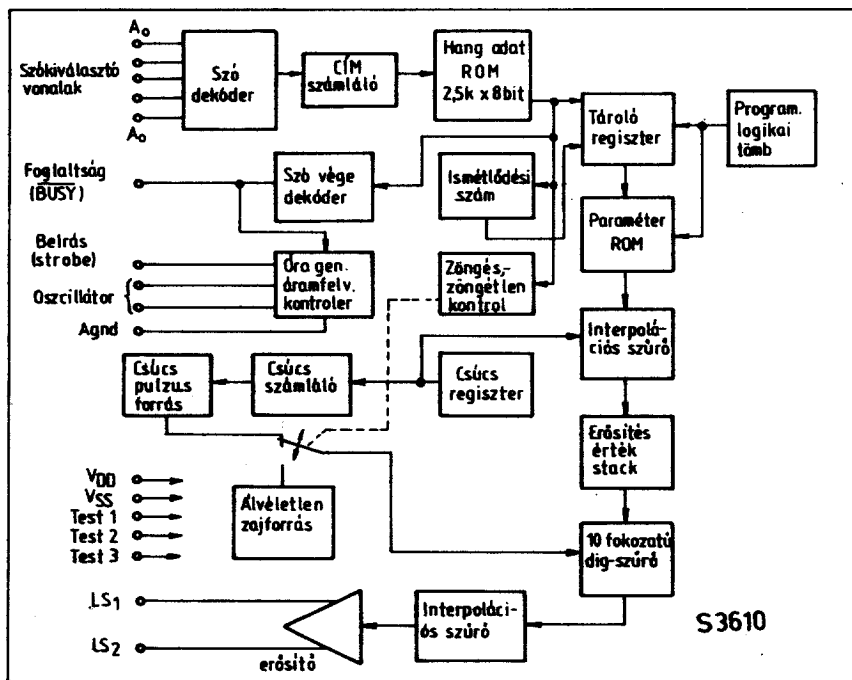 A₀
Szókiválasztó
vonalak
A₀
Szó
dekóder
CÍM
számláló
Hang adat
ROM
2,5k x 8bit
Tároló
regiszter
Program.
logikai
tömb
Foglaltság
(BUSY)
Szó vége
dekóder
Ismétlődési
szám
Paraméter
ROM
Beírás
(strobe)
Oszcillátor
Agnd
Óra gen.
áramfelv.
kontroler
Zöngés,-
zöngétlen
kontrol
Interpolá-
ciós szűrő
Csúcs
pulzus
forrás
Csúcs
számláló
Csúcs
regiszter
Erősítés
érték
stack
VDD
VSS
Test 1
Test 2
Test 3
Álvéletlen
zajforrás
10 fokozatú
dig-szűrő
LS1
LS2
erősítő
Interpoláci-
ós szűrő
S3610